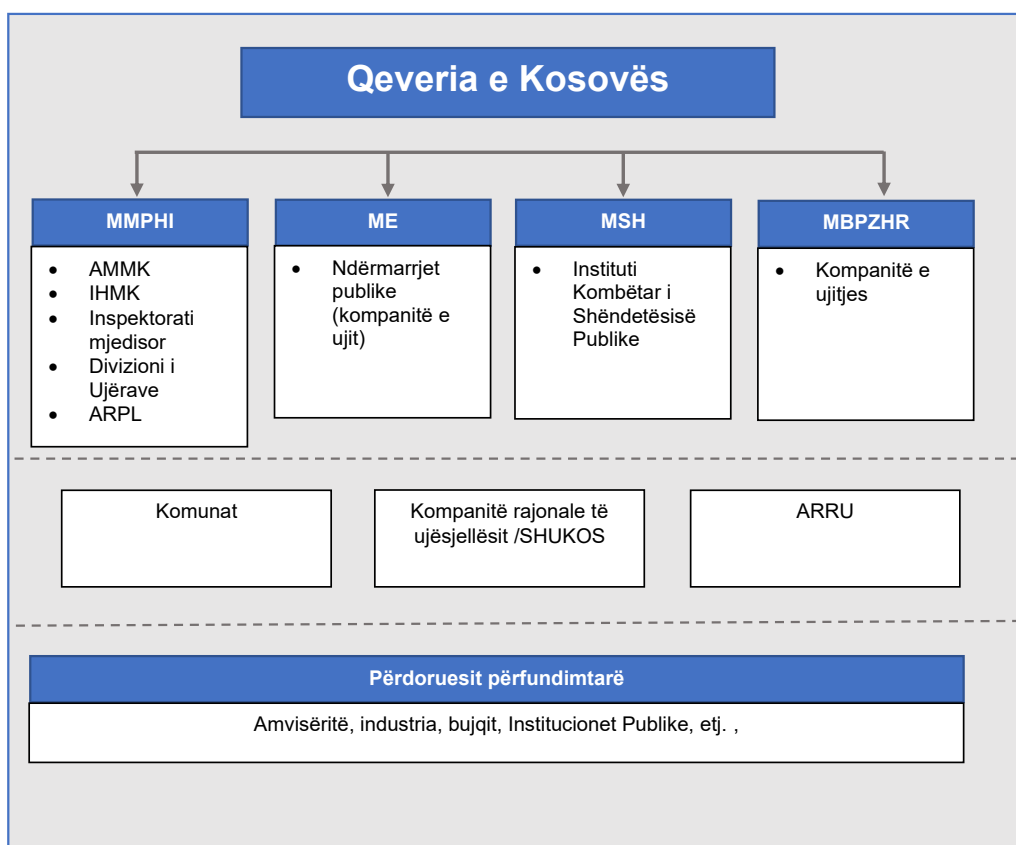 Qeveria e Kosovës
MMPHI
• AMMK
• IHMK
• Inspektorati
mjedisor
• Divizioni i
Ujërave
• ARPL
ME
• Ndërmarrjet
publike
(kompanitë e
ujit)
MSH
• Instituti
Kombëtar i
Shëndetësisë
Publike
MBPZHR
• Kompanitë e
ujitjes
Komunat
Kompanitë rajonale të
ujësjellësit /SHUKOS
ARRU
Përdoruesit përfundimtarë
Amvisëritë, industria, bujqit, Institucionet Publike, etj. ,